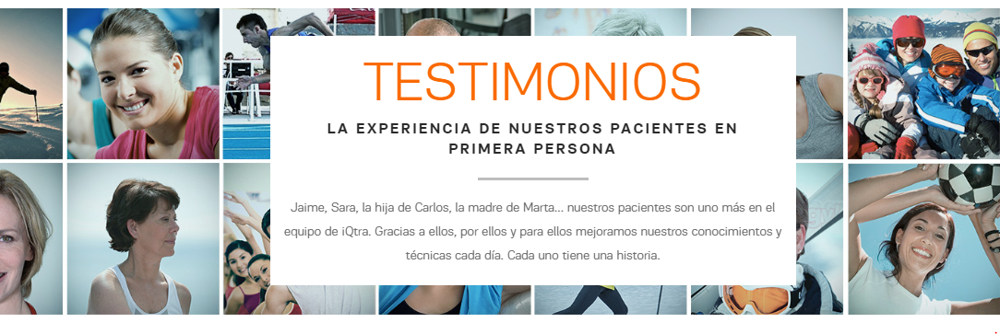 TESTIMONIOS
LA EXPERIENCIA DE NUESTROS PACIENTES EN
PRIMERA PERSONA
Jaime, Sara, la hija de Carlos, la madre de Marta... nuestros pacientes son uno más en el
equipo de iQtra. Gracias a ellos, por ellos y para ellos mejoramos nuestros conocimientos y
técnicas cada día. Cada uno tiene una historia.